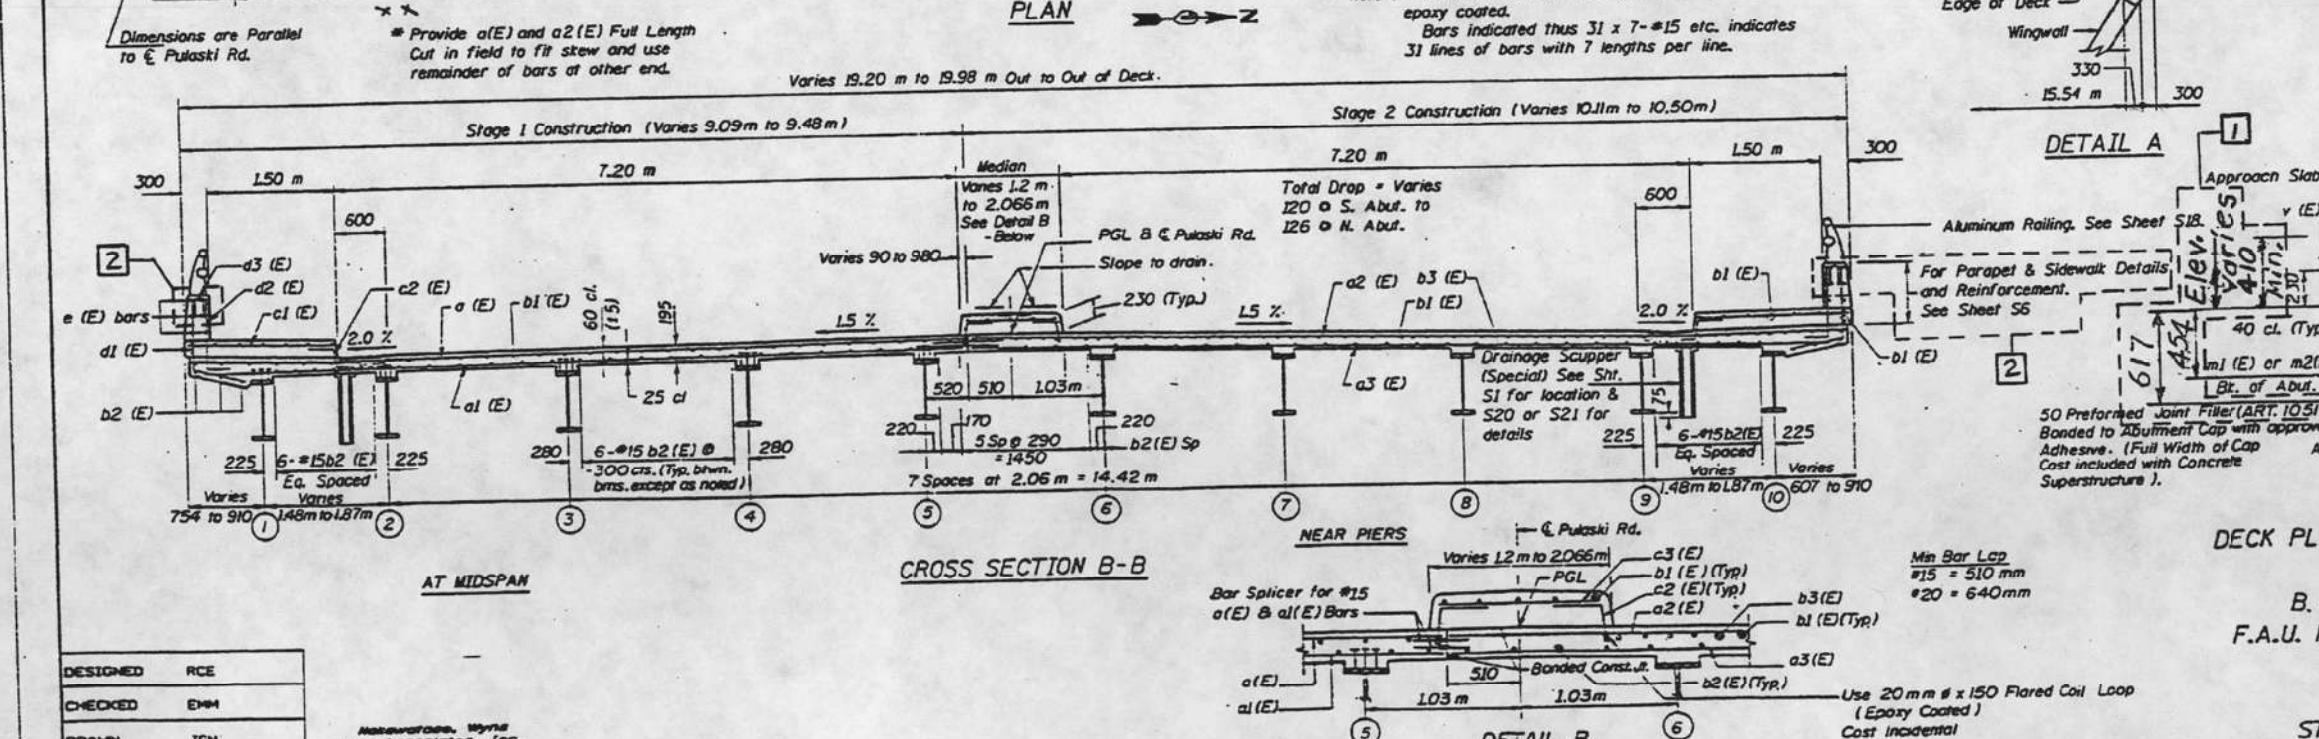 Dimensions are Parallel
to ℄ Pulaski Rd.
* Provide a(E) and a2(E) Full Length
Cut in field to fit skew and use
remainder of bars at other end.
PLAN
N
epoxy coated.
Bars indicated thus 31 x 7-#15 etc. indicates
31 lines of bars with 7 lengths per line.
Edge of Deck
Wingwall
330
15.54 m
300
DETAIL A
Varies 19.20 m to 19.98 m Out to Out of Deck.
Stage 1 Construction (Varies 9.09m to 9.48m)
Stage 2 Construction (Varies 10.11m to 10.50m)
300
1.50 m
7.20 m
Median
Varies 1.2 m
to 2.066m
See Detail B
- Below
7.20 m
1.50 m
300
600
Total Drop = Varies
120 @ S. Abut. to
126 @ N. Abut.
600
Varies 90 to 980
PGL & ℄ Pulaski Rd.
Slope to drain.
230 (Typ.)
Aluminum Railing. See Sheet S18.
For Parapet & Sidewalk Details
and Reinforcement.
See Sheet S6
2
d3 (E)
d2 (E)
e (E) bars
c1 (E)
d1 (E)
2.0 %
c2 (E)
a (E)
b1 (E)
60 cl.
(±5)
195
1.5 %
1.5 %
a2 (E)
b3 (E)
b1 (E)
2.0 %
b1 (E)
b1 (E)
2
1
Approach Slab
v (E)
Elev.
Varies
410
Min.
230
617
454
40 cl. (Typ
m1 (E) or m2(
Bk. of Abut.
50 Preformed Joint Filler (ART. 1051
Bonded to Abutment Cap with approv
Adhesive. (Full Width of Cap
Cost included with Concrete
Superstructure ).
b2 (E)
a1 (E)
25 cl
520
510
1.03 m
a3 (E)
Drainage Scupper
(Special) See Sht.
S1 for location &
S20 or S21 for
details
75
225
6-#15b2 (E)
Eq. Spaced
225
280
6-#15 b2 (E) @
300 cts. (Typ. btwn.
bms. except as noted)
280
220
170
5 Sp @ 290
= 1450
220
b2(E) Sp
225
6-#15b2(E)
Eq. Spaced
225
Varies
754 to 910
Varies
1.48m to 1.87m
7 Spaces at 2.06 m = 14.42 m
Varies
1.48m to 1.87m
Varies
607 to 910
1
2
3
4
5
6
7
8
9
10
AT MIDSPAN
CROSS SECTION B-B
NEAR PIERS
℄ Pulaski Rd.
Varies 1.2 m to 2.066m
PGL
c3 (E)
b1 (E) (Typ)
c2 (E)(Typ)
a2 (E)
b3(E)
b1 (E)(Typ.)
Bar Splicer for #15
a(E) & a1(E) Bars
a(E)
a1 (E)
510
Bonded Const. Jt.
b2(E)(Typ.)
a3 (E)
1.03 m
1.03m
5
6
DETAIL B
Use 20 mm ø x 150 Flared Coil Loop
(Epoxy Coated)
Cost Incidental
Min Bar Lap
#15 = 510 mm
#20 = 640mm
DECK PL
B.
F.A.U.
ST
DESIGNED RCE
CHECKED EMM